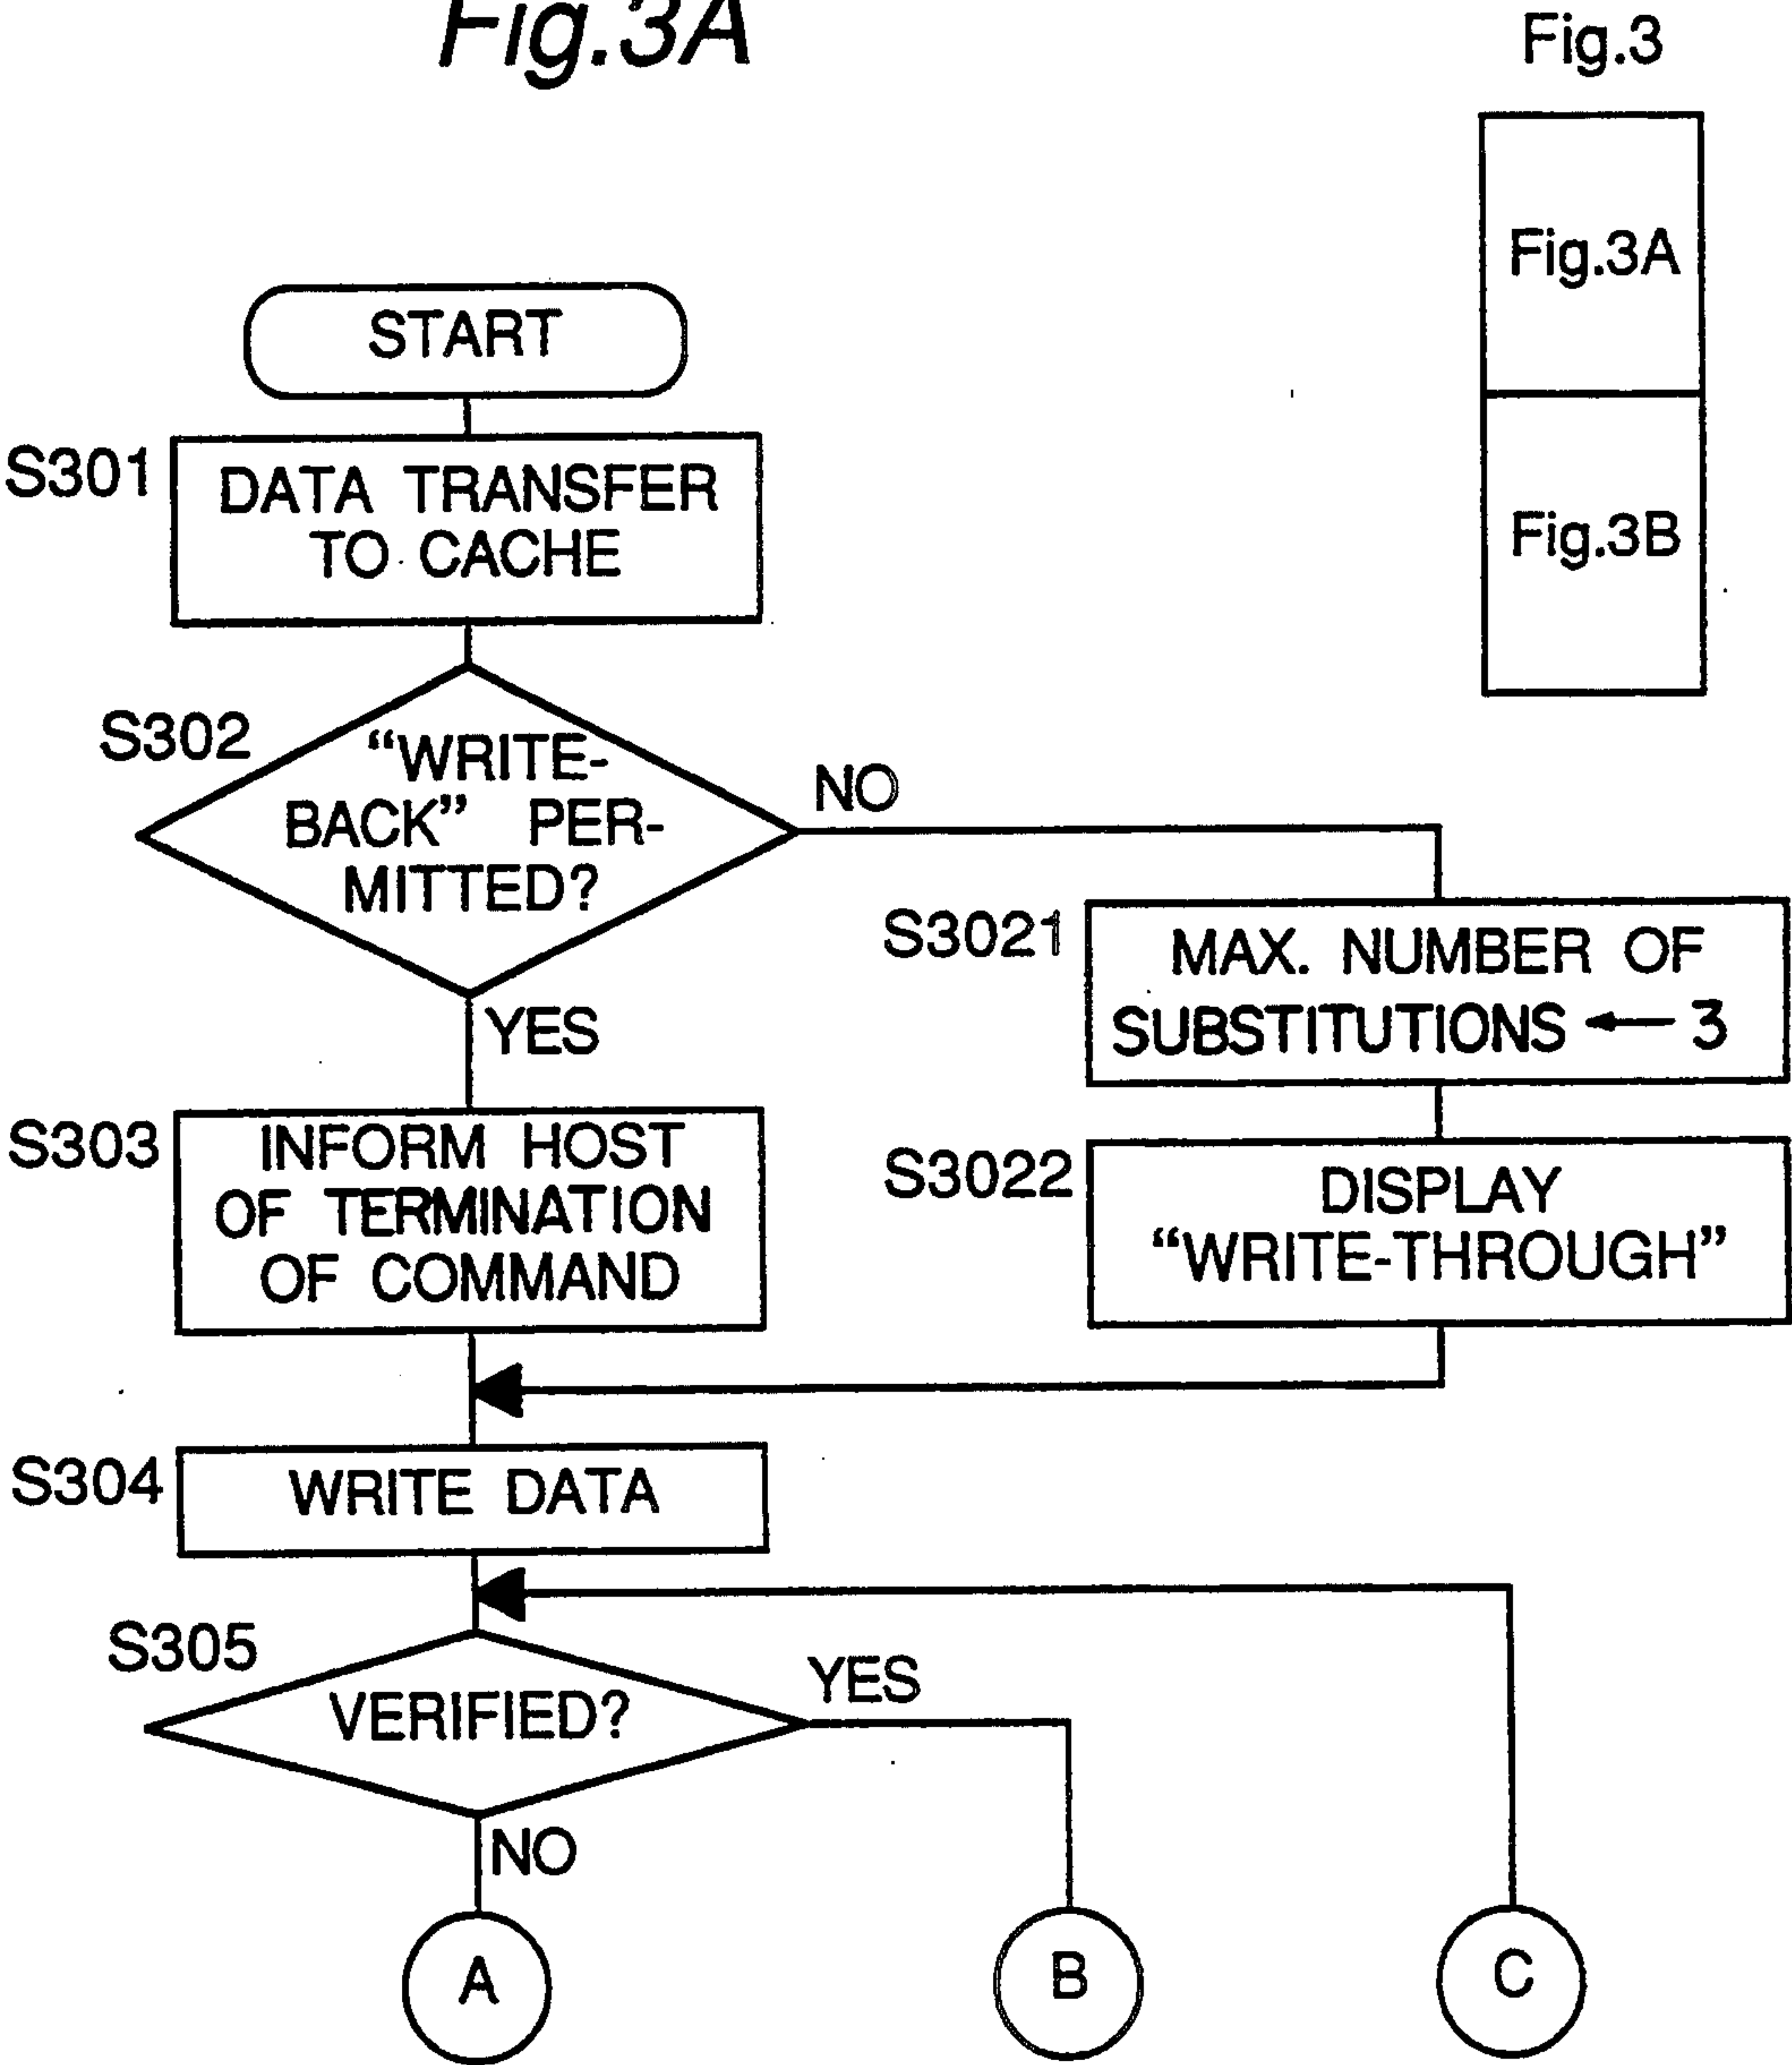 Fig.3A
Fig.3
Fig.3A
Fig.3B
START
S301
DATA TRANSFER
TO CACHE
S302
“WRITE-
BACK” PER-
MITTED?
NO
YES
S3021
MAX. NUMBER OF
SUBSTITUTIONS ← 3
S303
INFORM HOST
OF TERMINATION
OF COMMAND
S3022
DISPLAY
“WRITE-THROUGH”
S304
WRITE DATA
S305
VERIFIED?
YES
NO
A
B
C